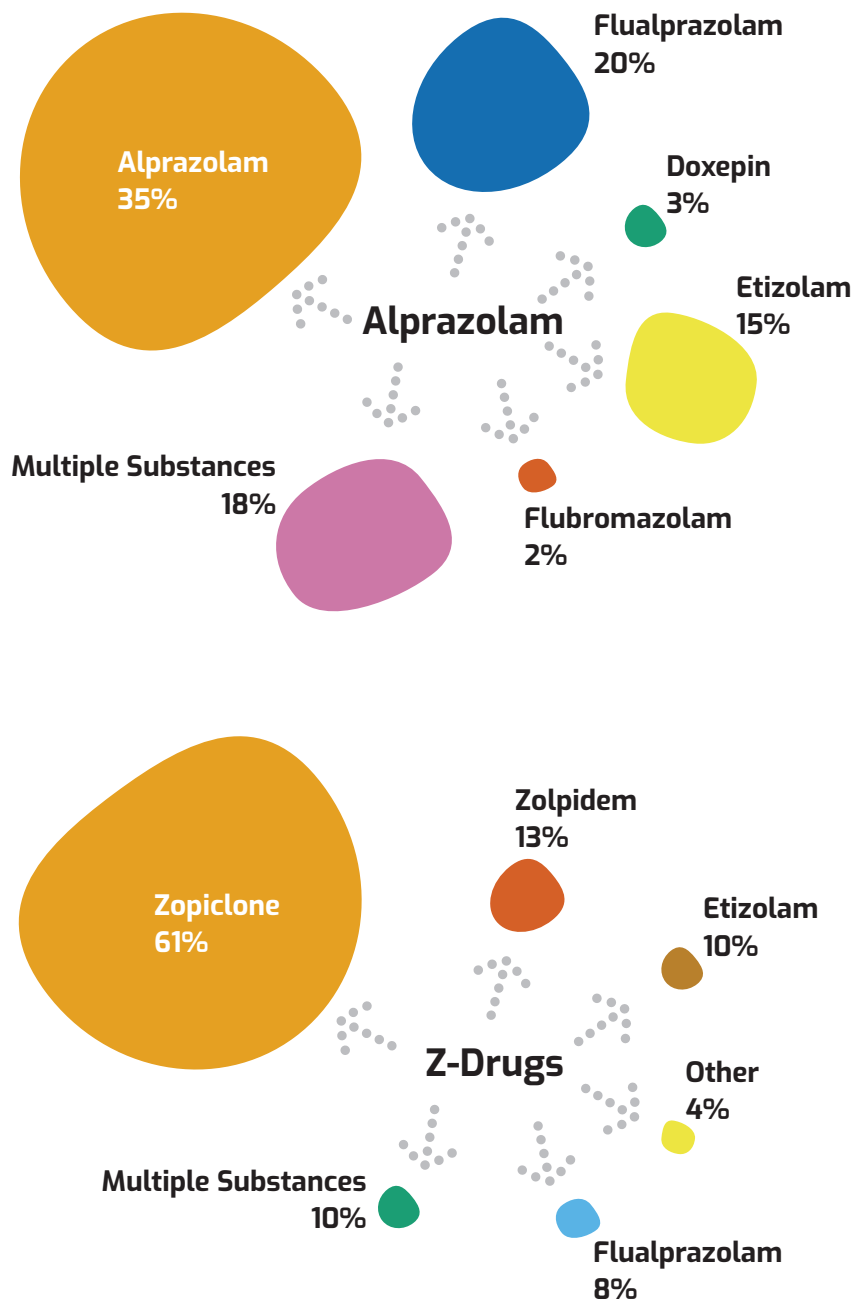 Flualprazolam
20%
Alprazolam
35%
Doxepin
3%
Etizolam
15%
Alprazolam
Multiple Substances
18%
Flubromazolam
2%
Zolpidem
13%
Zopiclone
61%
Etizolam
10%
Z-Drugs
Other
4%
Multiple Substances
10%
Flualprazolam
8%